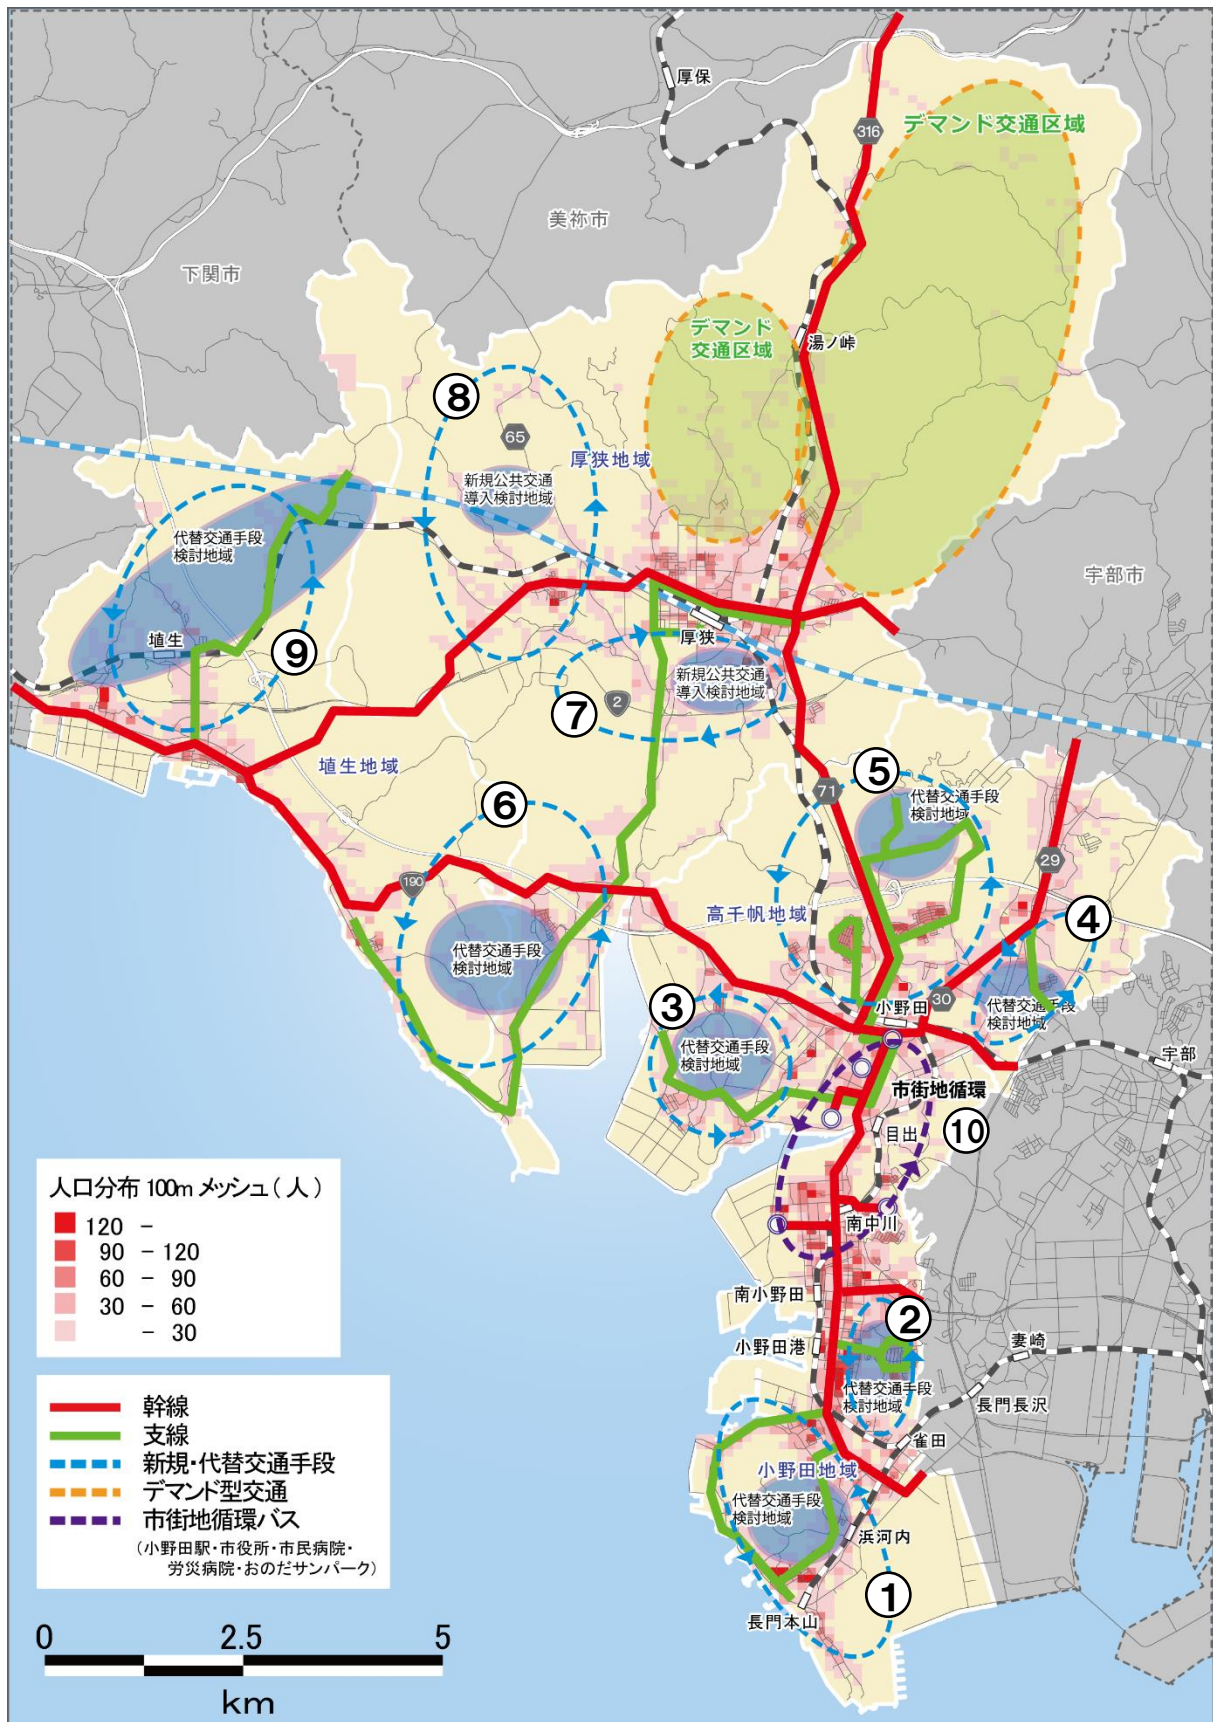 厚保
316
デマンド交通区域
美祢市
下関市
デマンド
交通区域
湯ノ峠
⑧
65
厚狭地域
新規公共交通
導入検討地域
代替交通手段
検討地域
宇部市
埴生
⑨
厚狭
新規公共交通
導入検討地域
2
⑦
埴生地域
⑤
71
代替交通手段
検討地域
⑥
29
190
高千帆地域
④
代替交通手段
検討地域
③
小野田
30
代替交通手段
検討地域
代替交通手段
検討地域
宇部
市街地循環
⑩
目出
南中川
南小野田
②
小野田港
妻崎
代替交通手段
検討地域
長門長沢
雀田
小野田地域
代替交通手段
検討地域
浜河内
①
長門本山
人口分布 100m メッシュ(人)
120 -
90 - 120
60 - 90
30 - 60
- 30
幹線
支線
新規・代替交通手段
デマンド型交通
市街地循環バス
(小野田駅・市役所・市民病院・
労災病院・おのだサンパーク)
0 2.5 5
km